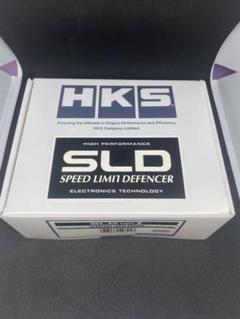 HKS
Pursuing the Ultimate in Engine Performance and Efficiency.
HKS Company Limited.
HIGH PERFORMANCE
SLD
SPEED LIMIT DEFENCER
ELECTRONICS TECHNOLOGY